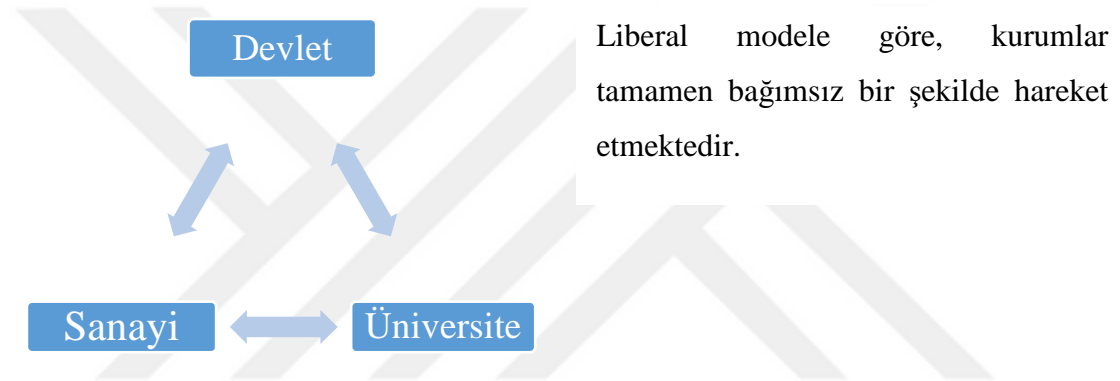 Devlet
Liberal modele göre, kurumlar
tamamen bağımsız bir şekilde hareket
etmektedir.
Sanayi
Üniversite